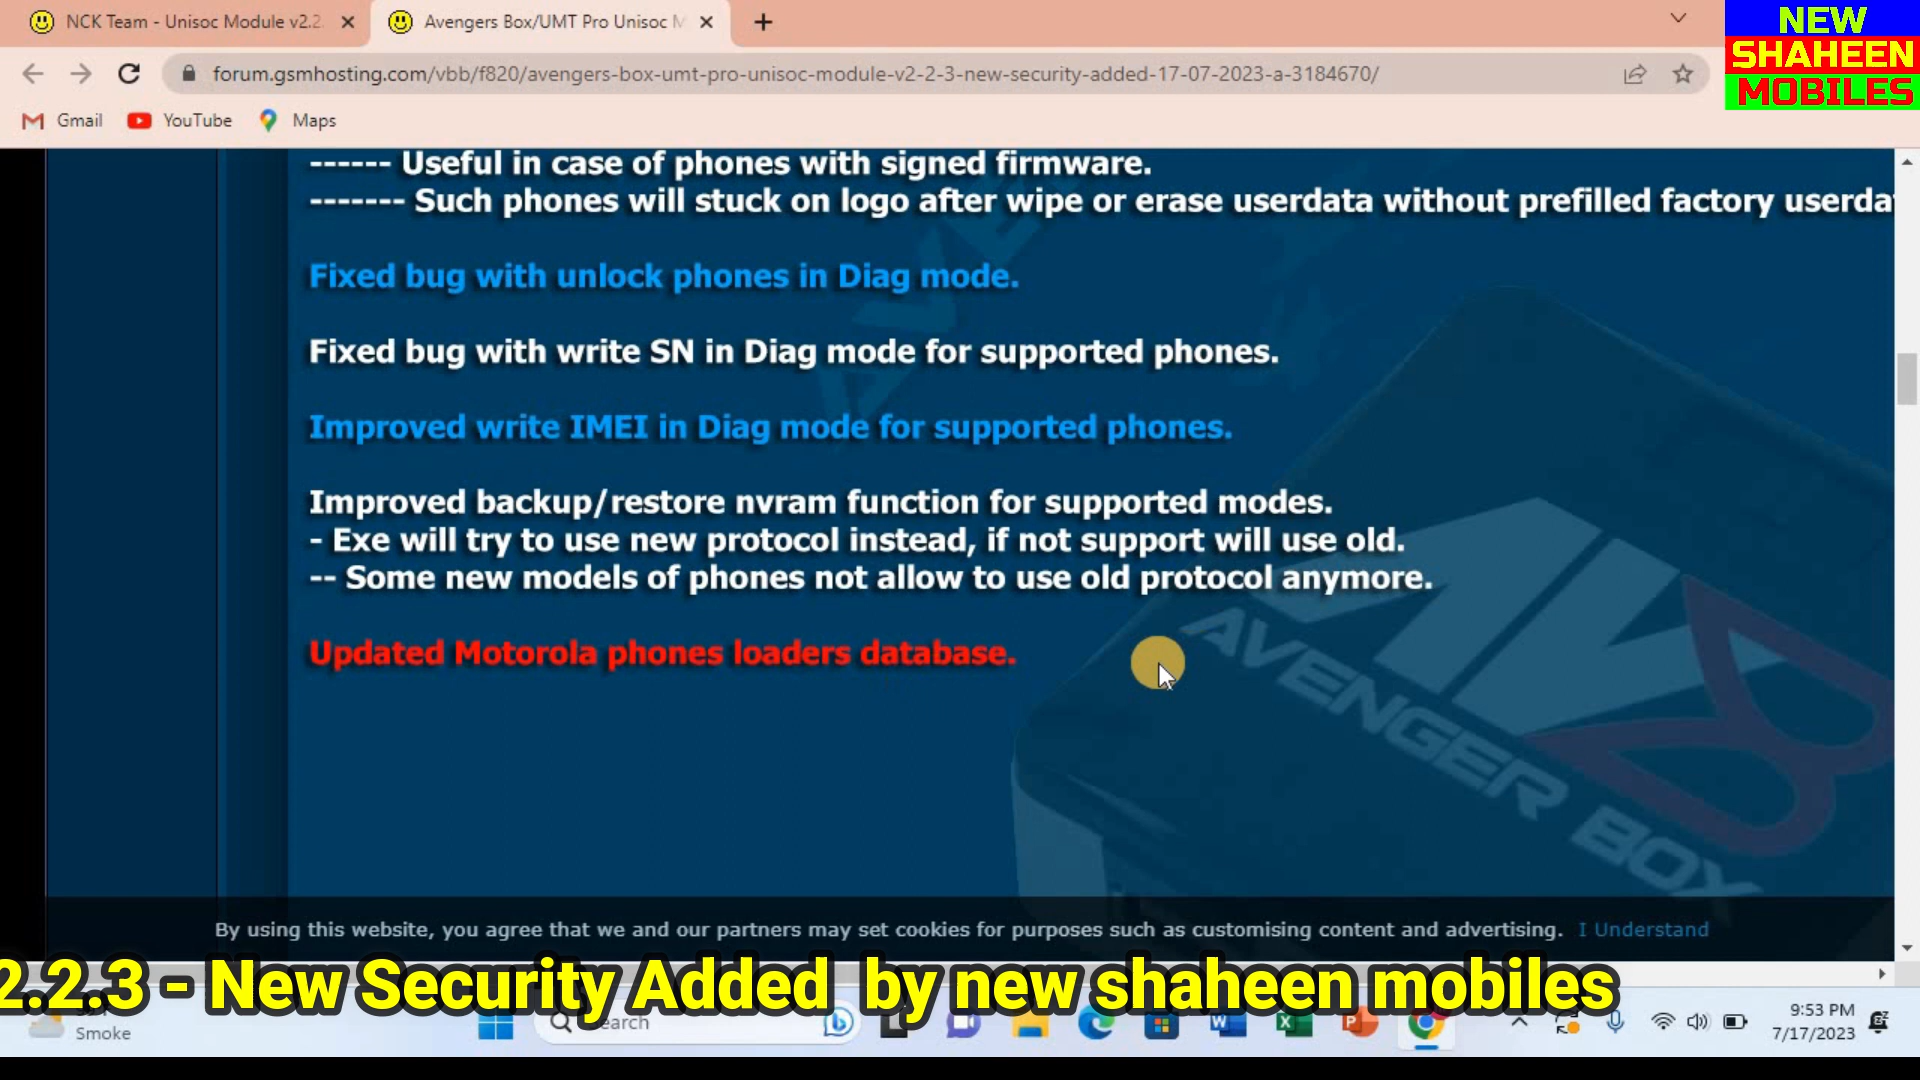 NCK Team - Unisoc Module v2.2.
Avengers Box/UMT Pro Unisoc M
NEW
SHAHEEN
MOBILES
forum.gsmhosting.com/vbb/f820/avengers-box-umt-pro-unisoc-module-v2-2-3-new-security-added-17-07-2023-a-3184670/
Gmail YouTube Maps
------ Useful in case of phones with signed firmware.
------- Such phones will stuck on logo after wipe or erase userdata without prefilled factory userda
Fixed bug with unlock phones in Diag mode.
Fixed bug with write SN in Diag mode for supported phones.
Improved write IMEI in Diag mode for supported phones.
Improved backup/restore nvram function for supported modes.
- Exe will try to use new protocol instead, if not support will use old.
-- Some new models of phones not allow to use old protocol anymore.
Updated Motorola phones loaders database.
AVENGER BOX
By using this website, you agree that we and our partners may set cookies for purposes such as customising content and advertising. I Understand
2.2.3 - New Security Added by new shaheen mobiles
Smoke
Search
9:53 PM
7/17/2023